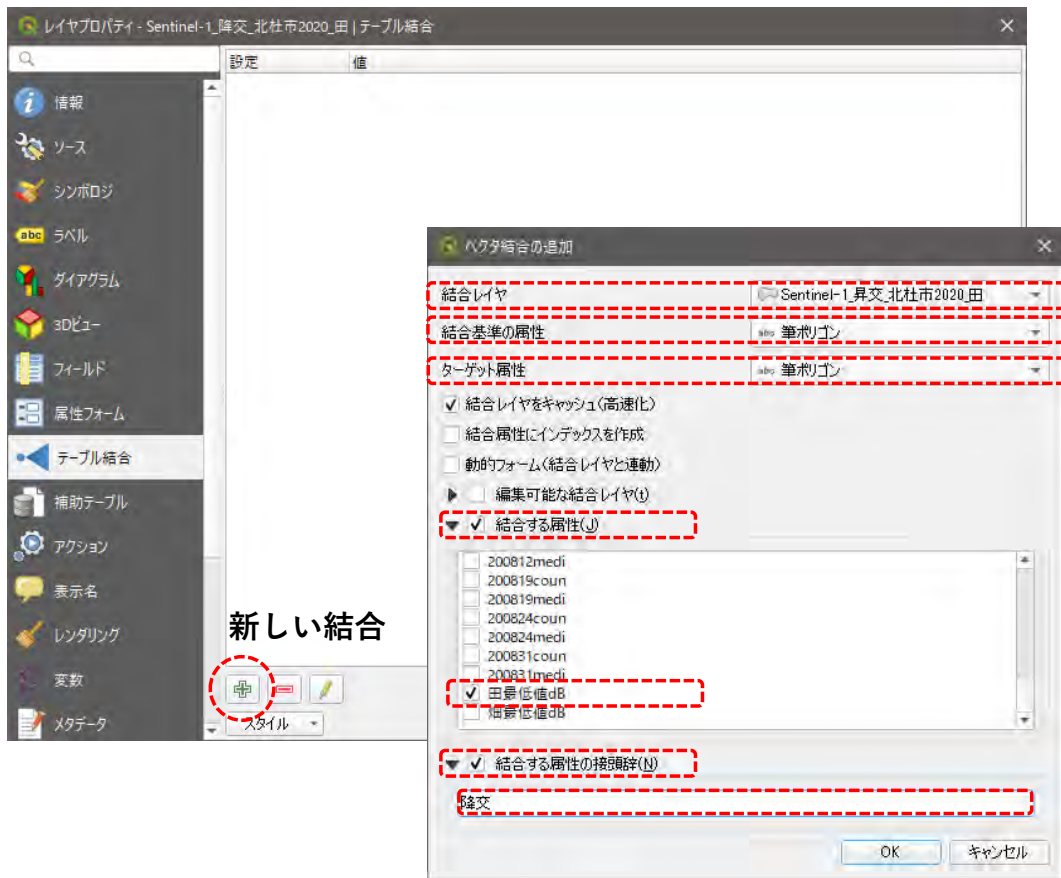 レイヤプロパティ - Sentinel-1_降交_北杜市2020_田 | テーブル結合
設定 値
情報
ソース
シンボロジ
abc ラベル
ダイアグラム
3Dビュー
フィールド
属性フォーム
テーブル結合
補助テーブル
アクション
表示名
レンダリング
変数
メタデータ
新しい結合
スタイル
ベクタ結合の追加
結合レイヤ Sentinel-1_昇交_北杜市2020_田
結合基準の属性 abc 筆ポリゴン
ターゲット属性 abc 筆ポリゴン
結合レイヤをキャッシュ(高速化)
結合属性にインデックスを作成
動的フォーム(結合レイヤと連動)
編集可能な結合レイヤ(t)
結合する属性(J)
200812medi
200819coun
200819medi
200824coun
200824medi
200831coun
200831medi
田最低値dB
畑最低値dB
結合する属性の接頭辞(N)
降交
OK キャンセル